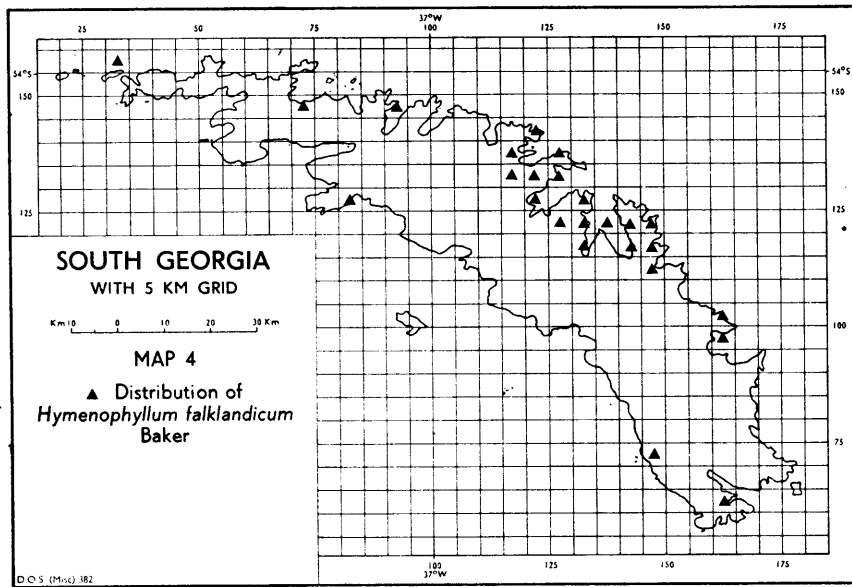 37°W
25 50 75 100 125 150 175
54°S 54°S
150 150
125 125
SOUTH GEORGIA
WITH 5 KM GRID
Km 10 0 10 20 30 Km
100
MAP 4
▲ Distribution of
Hymenophyllum falklandicum
Baker
75
D.O.S. (Misc) 382
100 125 150 175
37°W